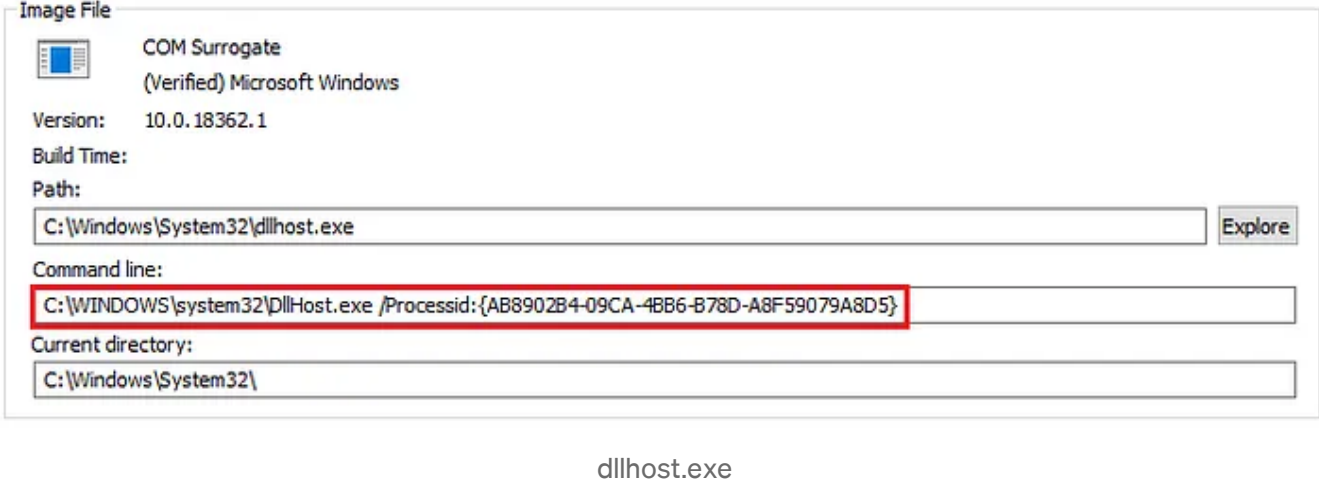 Image File
COM Surrogate
(Verified) Microsoft Windows
Version: 10.0.18362.1
Build Time:
Path:
C:\Windows\System32\dllhost.exe Explore
Command line:
C:\WINDOWS\system32\DllHost.exe /Processid:{AB8902B4-09CA-4BB6-B78D-A8F59079A8D5}
Current directory:
C:\Windows\System32\
dllhost.exe